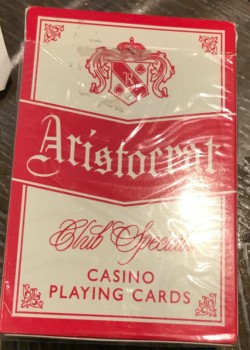 Aristocrat
Club Special
CASINO
PLAYING CARDS